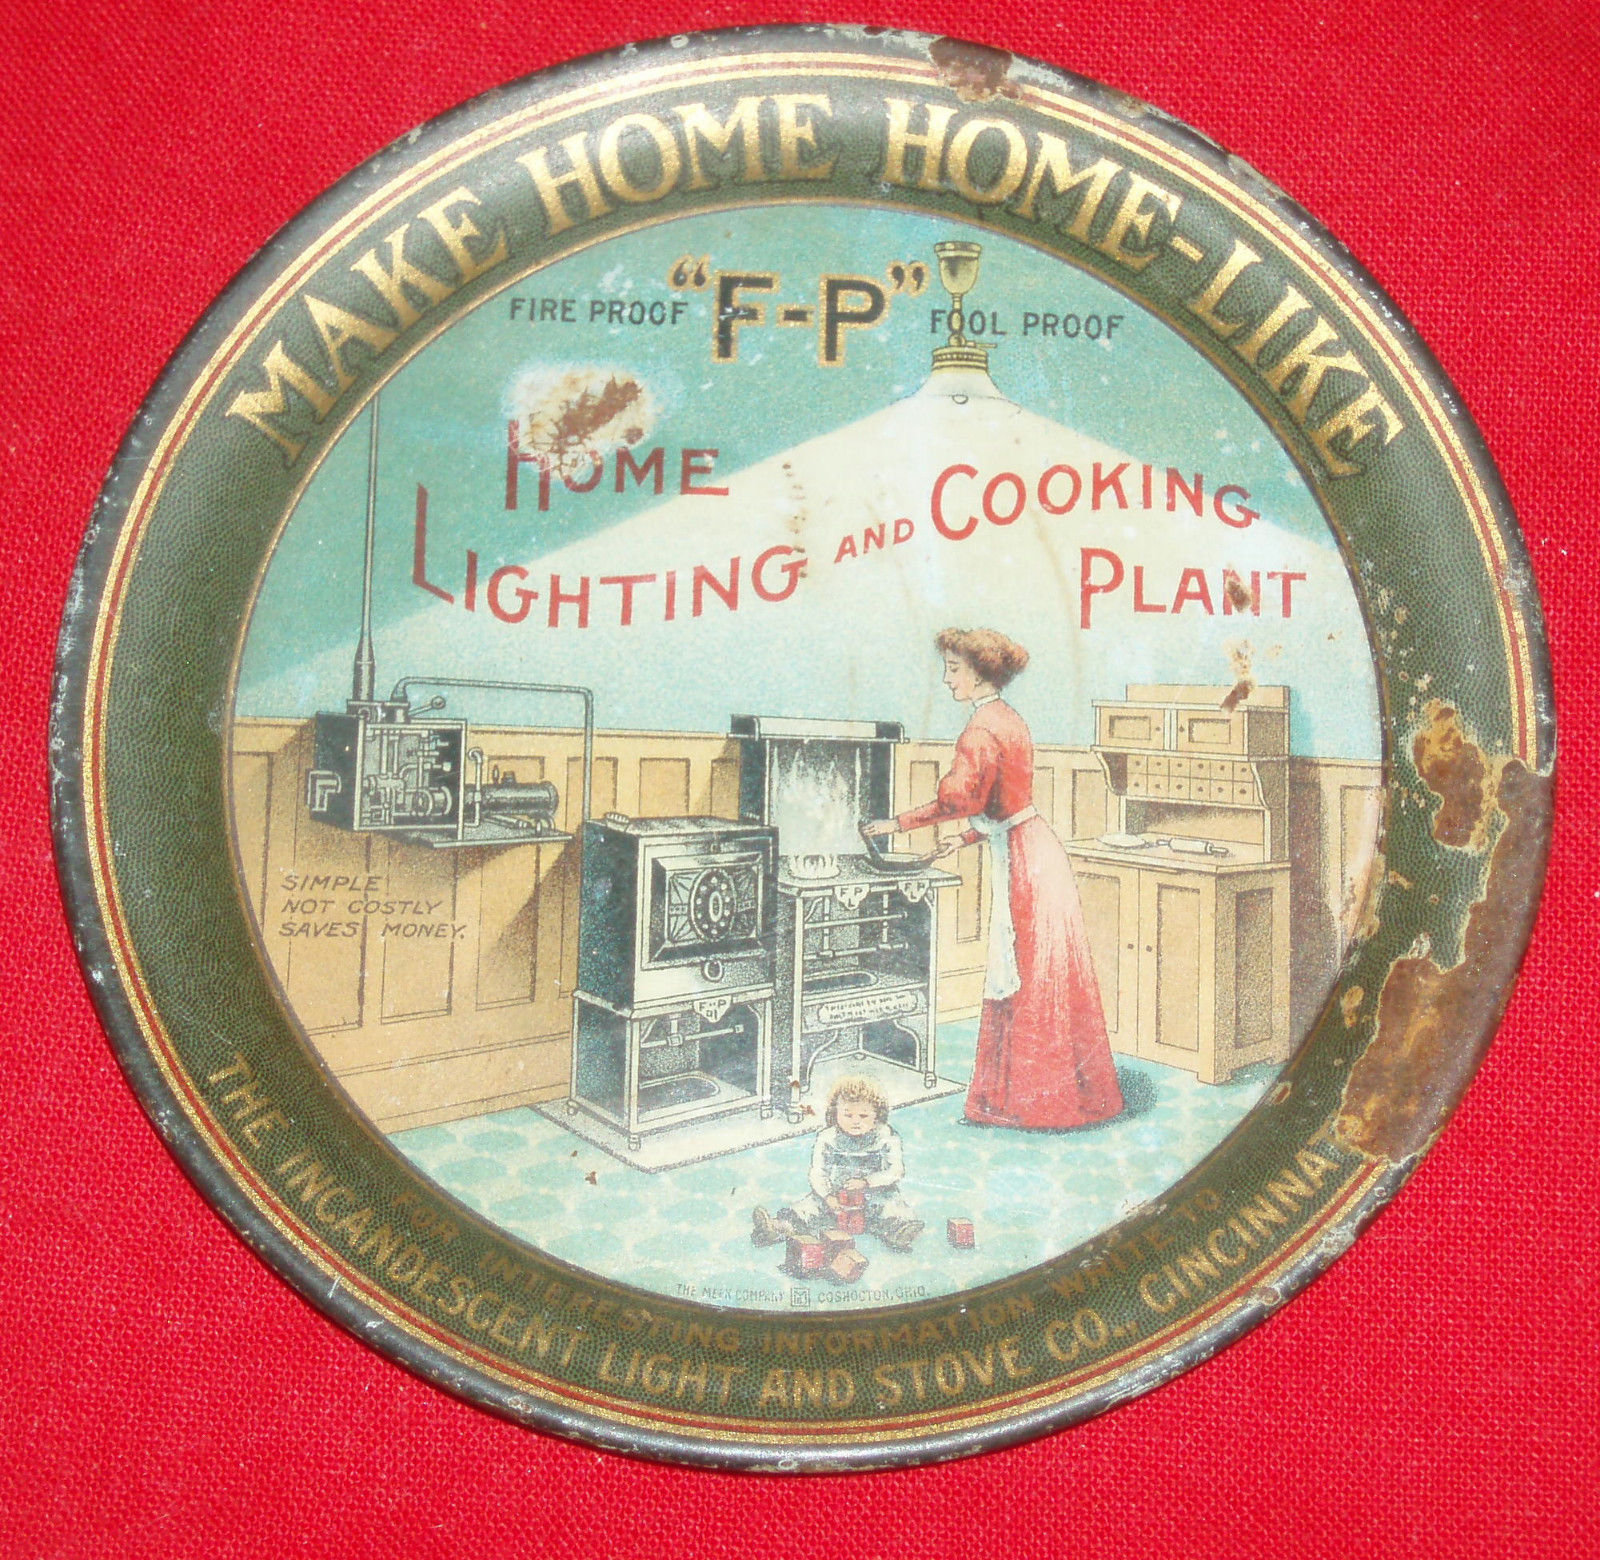 MAKE HOME HOME-LIKE
FIRE PROOF "F-P" FOOL PROOF
HOME
LIGHTING AND COOKING
PLANT
SIMPLE
NOT COSTLY
SAVES MONEY.
F P
L
F P
L
F-P
THE MEEK COMPANY COSHOCTON, OHIO.
FOR INTERESTING INFORMATION WRITE TO
THE INCANDESCENT LIGHT AND STOVE CO., CINCINNAT